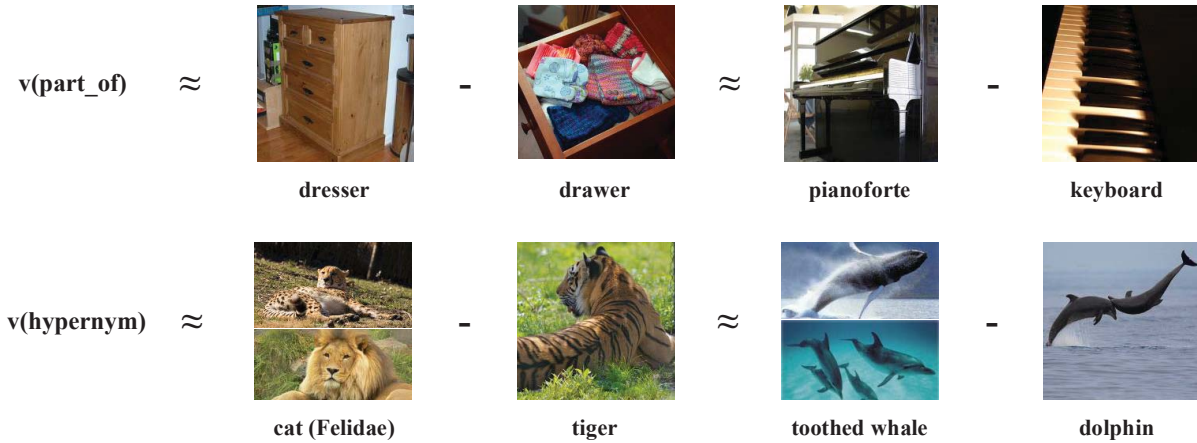 v(part_of) ≈ - ≈ -
dresser drawer pianoforte keyboard
v(hypernym) ≈ - ≈ -
cat (Felidae) tiger toothed whale dolphin